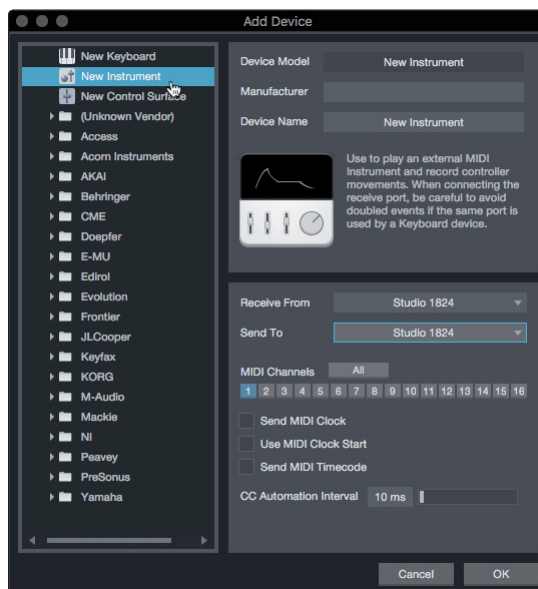 Add Device
New Keyboard
New Instrument
New Control Surface
(Unknown Vendor)
Access
Acorn Instruments
AKAI
Behringer
CME
Doepfer
E-MU
Edirol
Evolution
Frontier
JLCooper
Keyfax
KORG
M-Audio
Mackie
NI
Peavey
PreSonus
Yamaha
Device Model New Instrument
Manufacturer
Device Name New Instrument
Use to play an external MIDI
Instrument and record controller
movements. When connecting the
receive port, be careful to avoid
doubled events if the same port is
used by a Keyboard device.
Receive From Studio 1824
Send To Studio 1824
MIDI Channels All
1 2 3 4 5 6 7 8 9 10 11 12 13 14 15 16
Send MIDI Clock
Use MIDI Clock Start
Send MIDI Timecode
CC Automation Interval 10 ms
Cancel OK